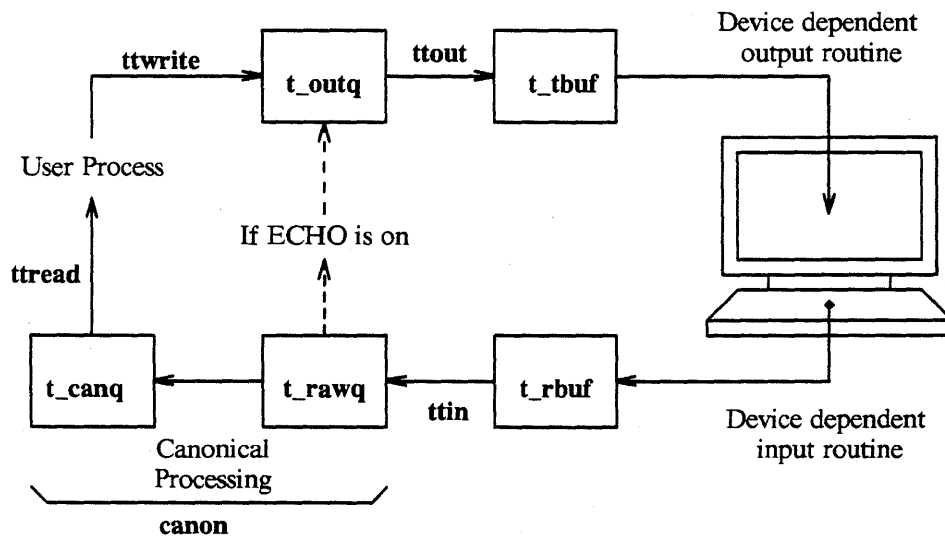 Device dependent
output routine
ttwrite
ttout
t_outq
t_tbuf
User Process
If ECHO is on
ttread
t_canq
t_rawq
ttin
t_rbuf
Device dependent
input routine
Canonical
Processing
canon